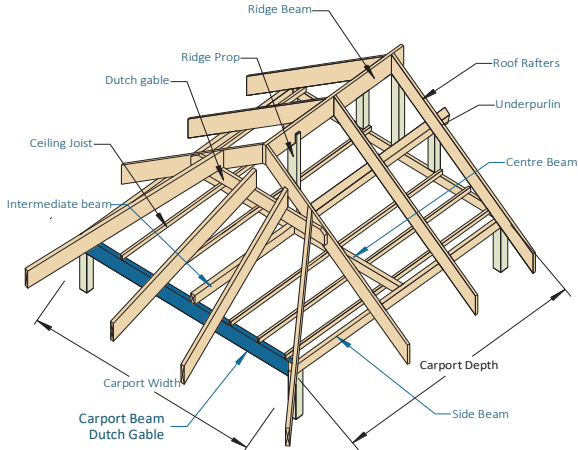 Ridge Beam
Ridge Prop
Roof Rafters
Dutch gable
Underpurlin
Ceiling Joist
Centre Beam
Intermediate beam
Carport Depth
Carport Width
Carport Beam
Dutch Gable
Side Beam